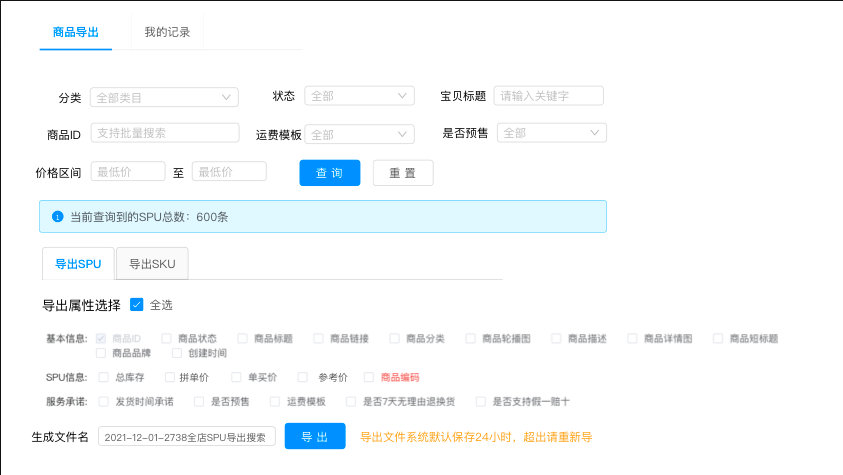 商品导出 我的记录
分类 全部类目 状态 全部 宝贝标题 请输入关键字
商品ID 支持批量搜索 运费模板 全部 是否预售 全部
价格区间 最低价 至 最低价 查 询 重 置
当前查询到的SPU总数：600条
导出SPU 导出SKU
导出属性选择 全选
基本信息: 商品ID 商品状态 商品标题 商品链接 商品分类 商品轮播图 商品描述 商品详情图 商品短标题
商品品牌 创建时间
SPU信息: 总库存 拼单价 单买价 参考价 商品编码
服务承诺: 发货时间承诺 是否预售 运费模板 是否7天无理由退换货 是否支持假一赔十
生成文件名 2021-12-01-2738全店SPU导出搜索 导 出 导出文件系统默认保存24小时，超出请重新导